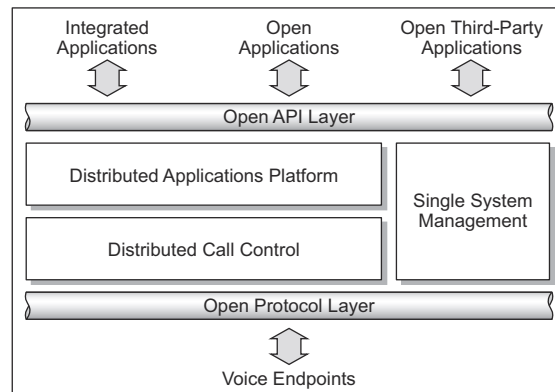 Integrated
Applications
Open
Applications
Open Third-Party
Applications
Open API Layer
Distributed Applications Platform
Distributed Call Control
Single System
Management
Open Protocol Layer
Voice Endpoints